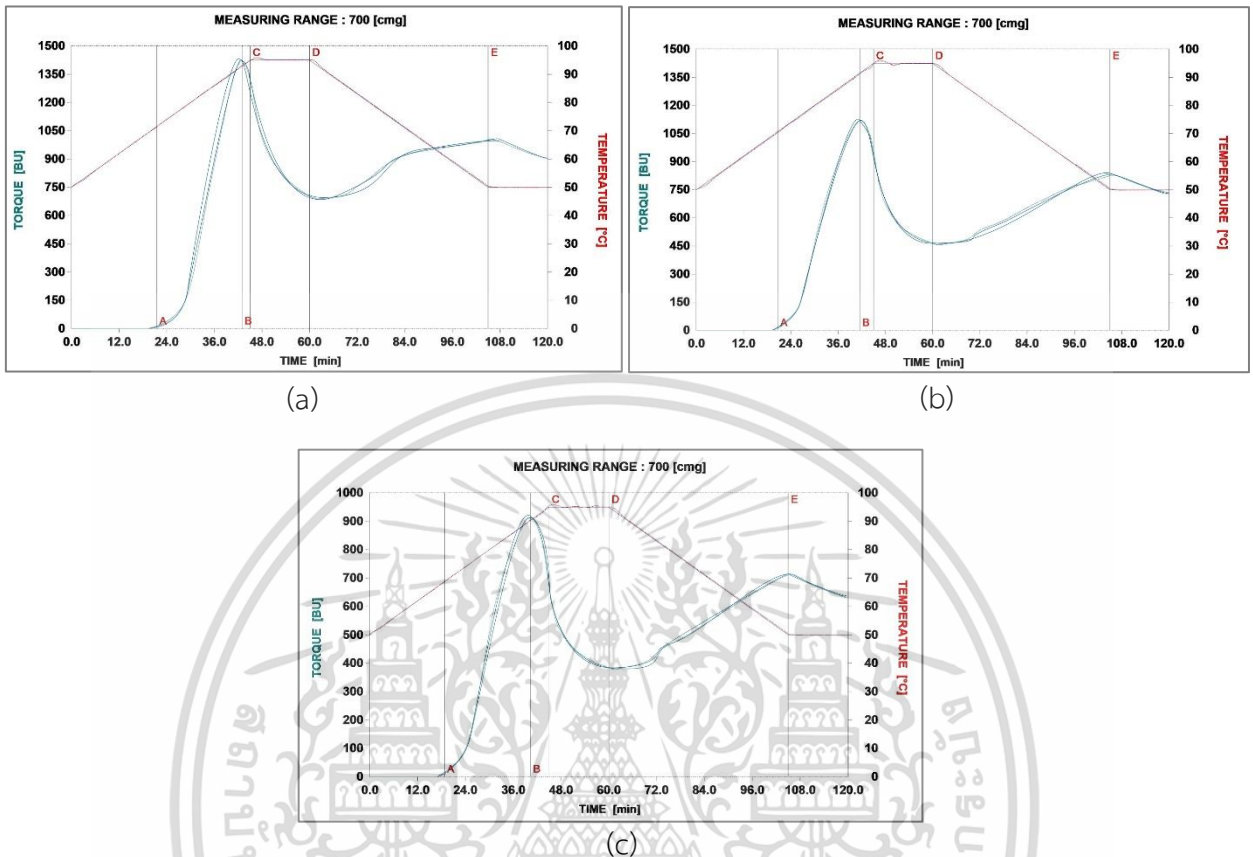 MEASURING RANGE : 700 [cmg]
TORQUE [BU]
1500
1350
1200
1050
900
750
600
450
300
150
0
A
B
C
D
E
100
90
80
70
60
50
40
30
20
10
0
TEMPERATURE [°C]
0.0 12.0 24.0 36.0 48.0 60.0 72.0 84.0 96.0 108.0 120.0
TIME [min]
(a)
MEASURING RANGE : 700 [cmg]
TORQUE [BU]
1500
1350
1200
1050
900
750
600
450
300
150
0
A
B
C
D
E
100
90
80
70
60
50
40
30
20
10
0
TEMPERATURE [°C]
0.0 12.0 24.0 36.0 48.0 60.0 72.0 84.0 96.0 108.0 120.0
TIME [min]
(b)
MEASURING RANGE : 700 [cmg]
TORQUE [BU]
1000
900
800
700
600
500
400
300
200
100
0
A
B
C
D
E
100
90
80
70
60
50
40
30
20
10
0
TEMPERATURE [°C]
0.0 12.0 24.0 36.0 48.0 60.0 72.0 84.0 96.0 108.0 120.0
TIME [min]
(c)